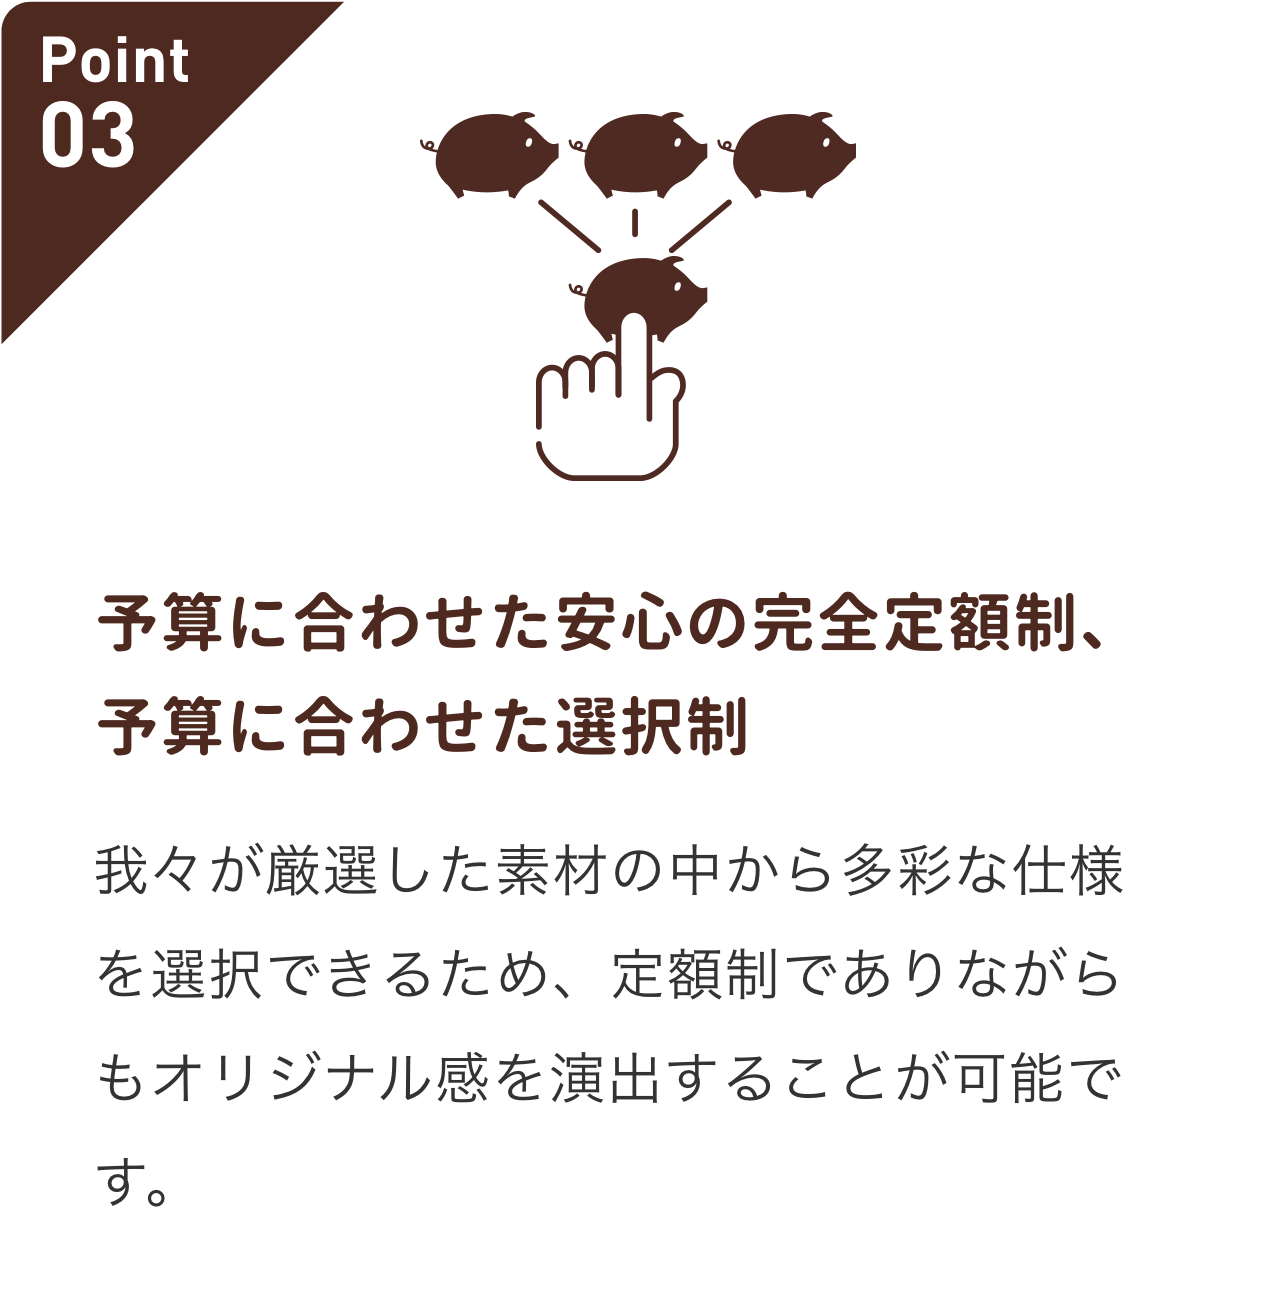 Point
03
予算に合わせた安心の完全定額制、
予算に合わせた選択制
我々が厳選した素材の中から多彩な仕様
を選択できるため、定額制でありながら
もオリジナル感を演出することが可能で
す。